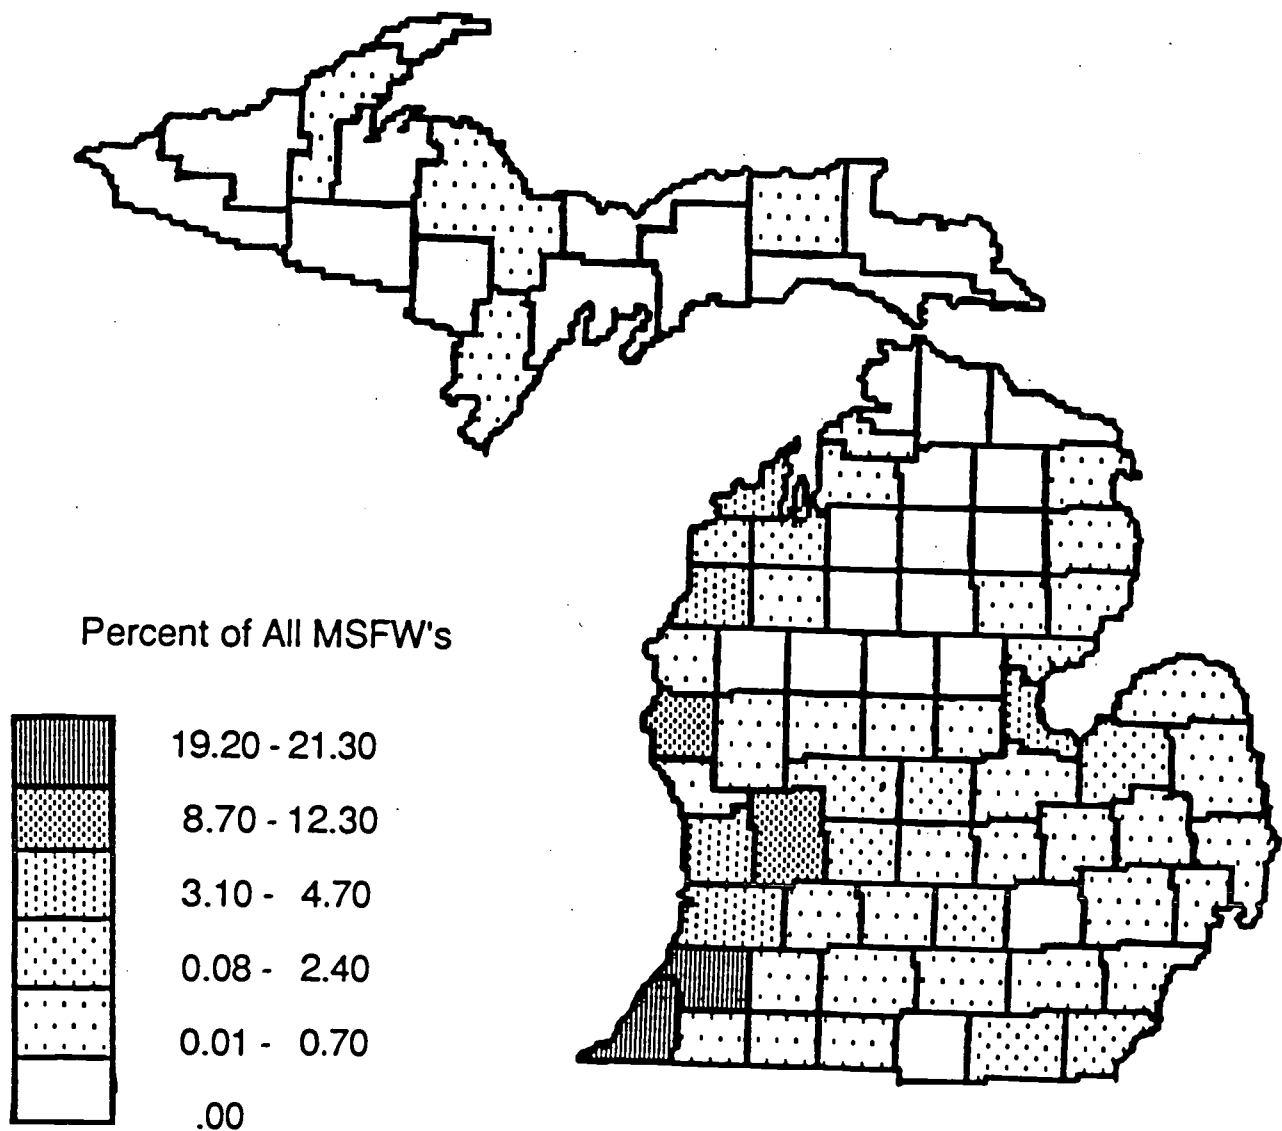 Percent of All MSFW's
19.20 - 21.30
8.70 - 12.30
3.10 - 4.70
0.08 - 2.40
0.01 - 0.70
.00